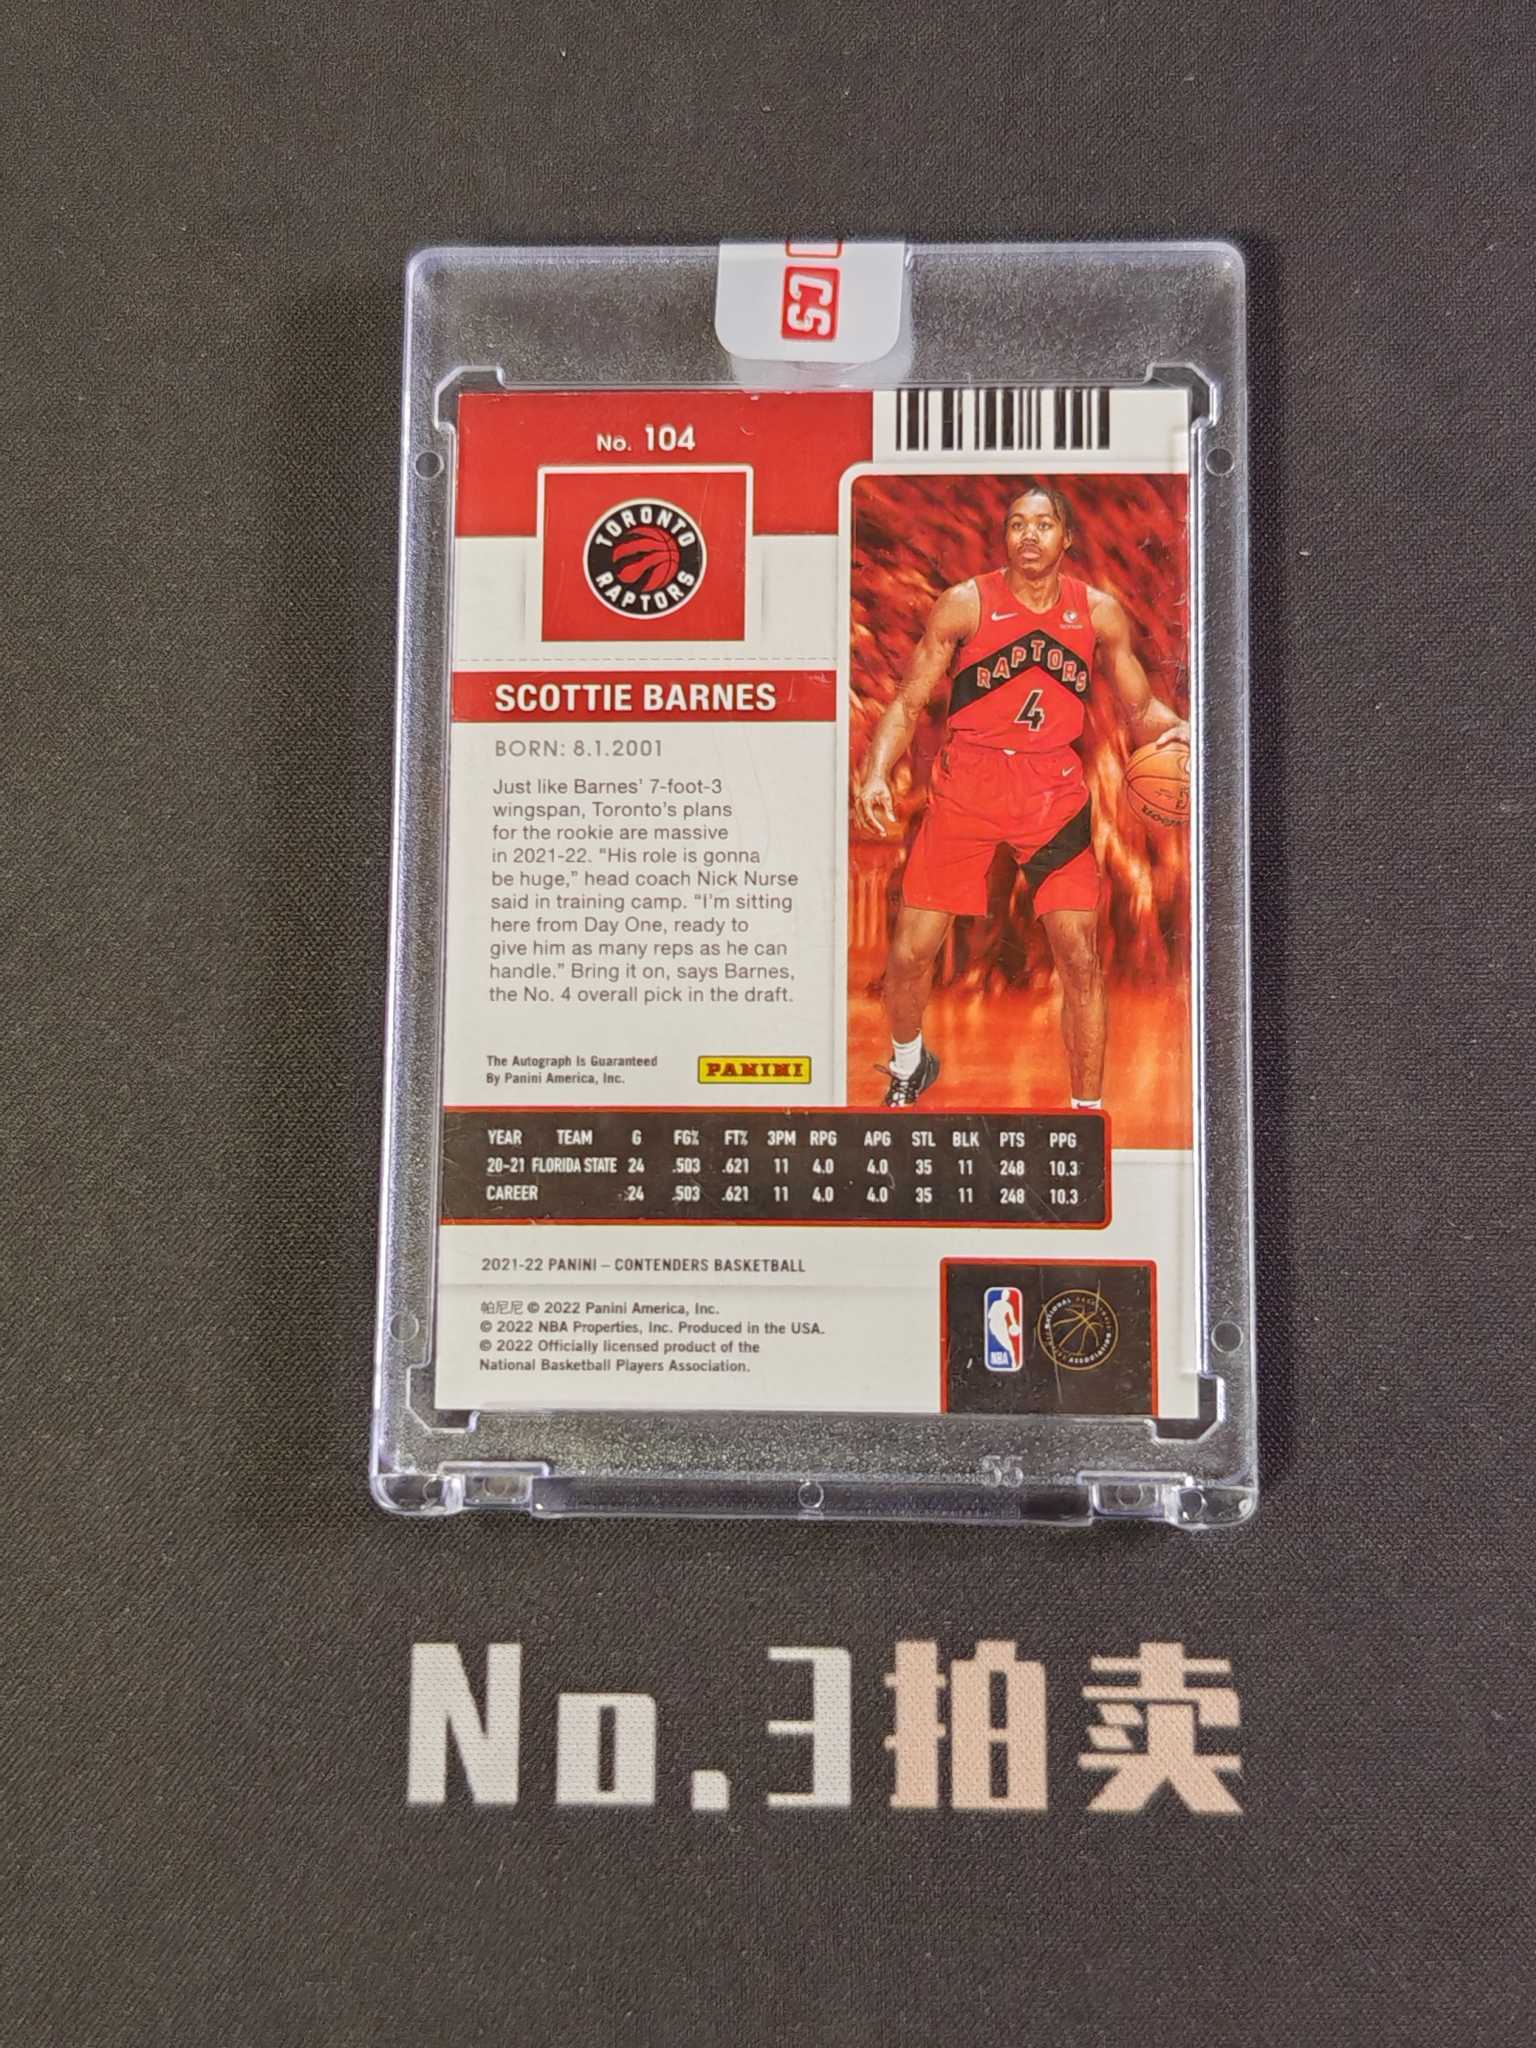 CS
No. 104
TORONTO
RAPTORS
SCOTTIE BARNES
BORN: 8.1.2001
Just like Barnes' 7-foot-3
wingspan, Toronto's plans
for the rookie are massive
in 2021-22. "His role is gonna
be huge," head coach Nick Nurse
said in training camp. "I'm sitting
here from Day One, ready to
give him as many reps as he can
handle." Bring it on, says Barnes,
the No. 4 overall pick in the draft.
The Autograph Is Guaranteed
By Panini America, Inc.
PANINI
RAPTORS
4
YEAR TEAM G FG% FT% 3PM RPG APG STL BLK PTS PPG
20-21 FLORIDA STATE 24 .503 .621 11 4.0 4.0 35 11 248 10.3
CAREER 24 .503 .621 11 4.0 4.0 35 11 248 10.3
2021-22 PANINI – CONTENDERS BASKETBALL
帕尼尼 © 2022 Panini America, Inc.
© 2022 NBA Properties, Inc. Produced in the USA.
© 2022 Officially licensed product of the
National Basketball Players Association.
NBA
No.3拍卖